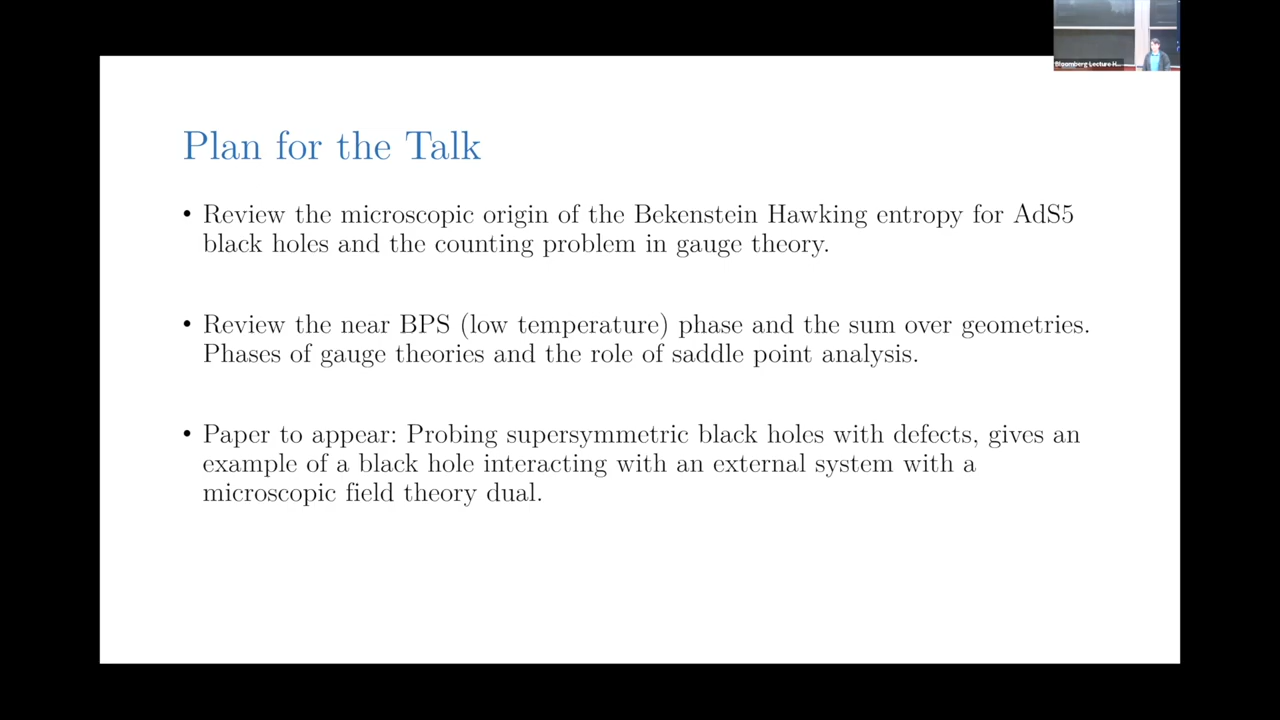 Bloomberg Lecture H...
Plan for the Talk
• Review the microscopic origin of the Bekenstein Hawking entropy for AdS5
black holes and the counting problem in gauge theory.
• Review the near BPS (low temperature) phase and the sum over geometries.
Phases of gauge theories and the role of saddle point analysis.
• Paper to appear: Probing supersymmetric black holes with defects, gives an
example of a black hole interacting with an external system with a
microscopic field theory dual.